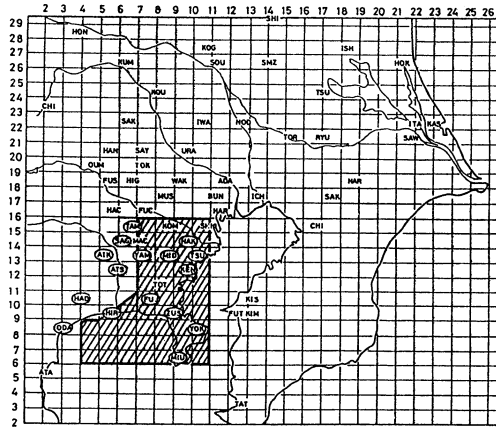 2 3 4 5 6 7 8 9 10 11 12 13 14 15 16 17 18 19 20 21 22 23 24 25 26
29 SHI
28 HON
27 KOG ISH
26 KUM SOU SMZ HOK
25
24 CHI KOU TSU
23
22 SAK IWA HOC ITA KAS
21 TOR RYU SAW
20 HAN SAY URA
19 OUM TOK
18 FUS HIG WAK ADA HAR
17 MUS BUN ICH SAK
16 HAC FUC HAR
15 TAM KOM CHI
14 SAG MAC NAK
13 AIK YAM MID TSU
12 ATS KEN
11 TOT
10 HAD FU KIS
9 HIR YUS FUT KIM
8 ODA YOK
7
6 MIU
5 ATA
4
3 TAT
2